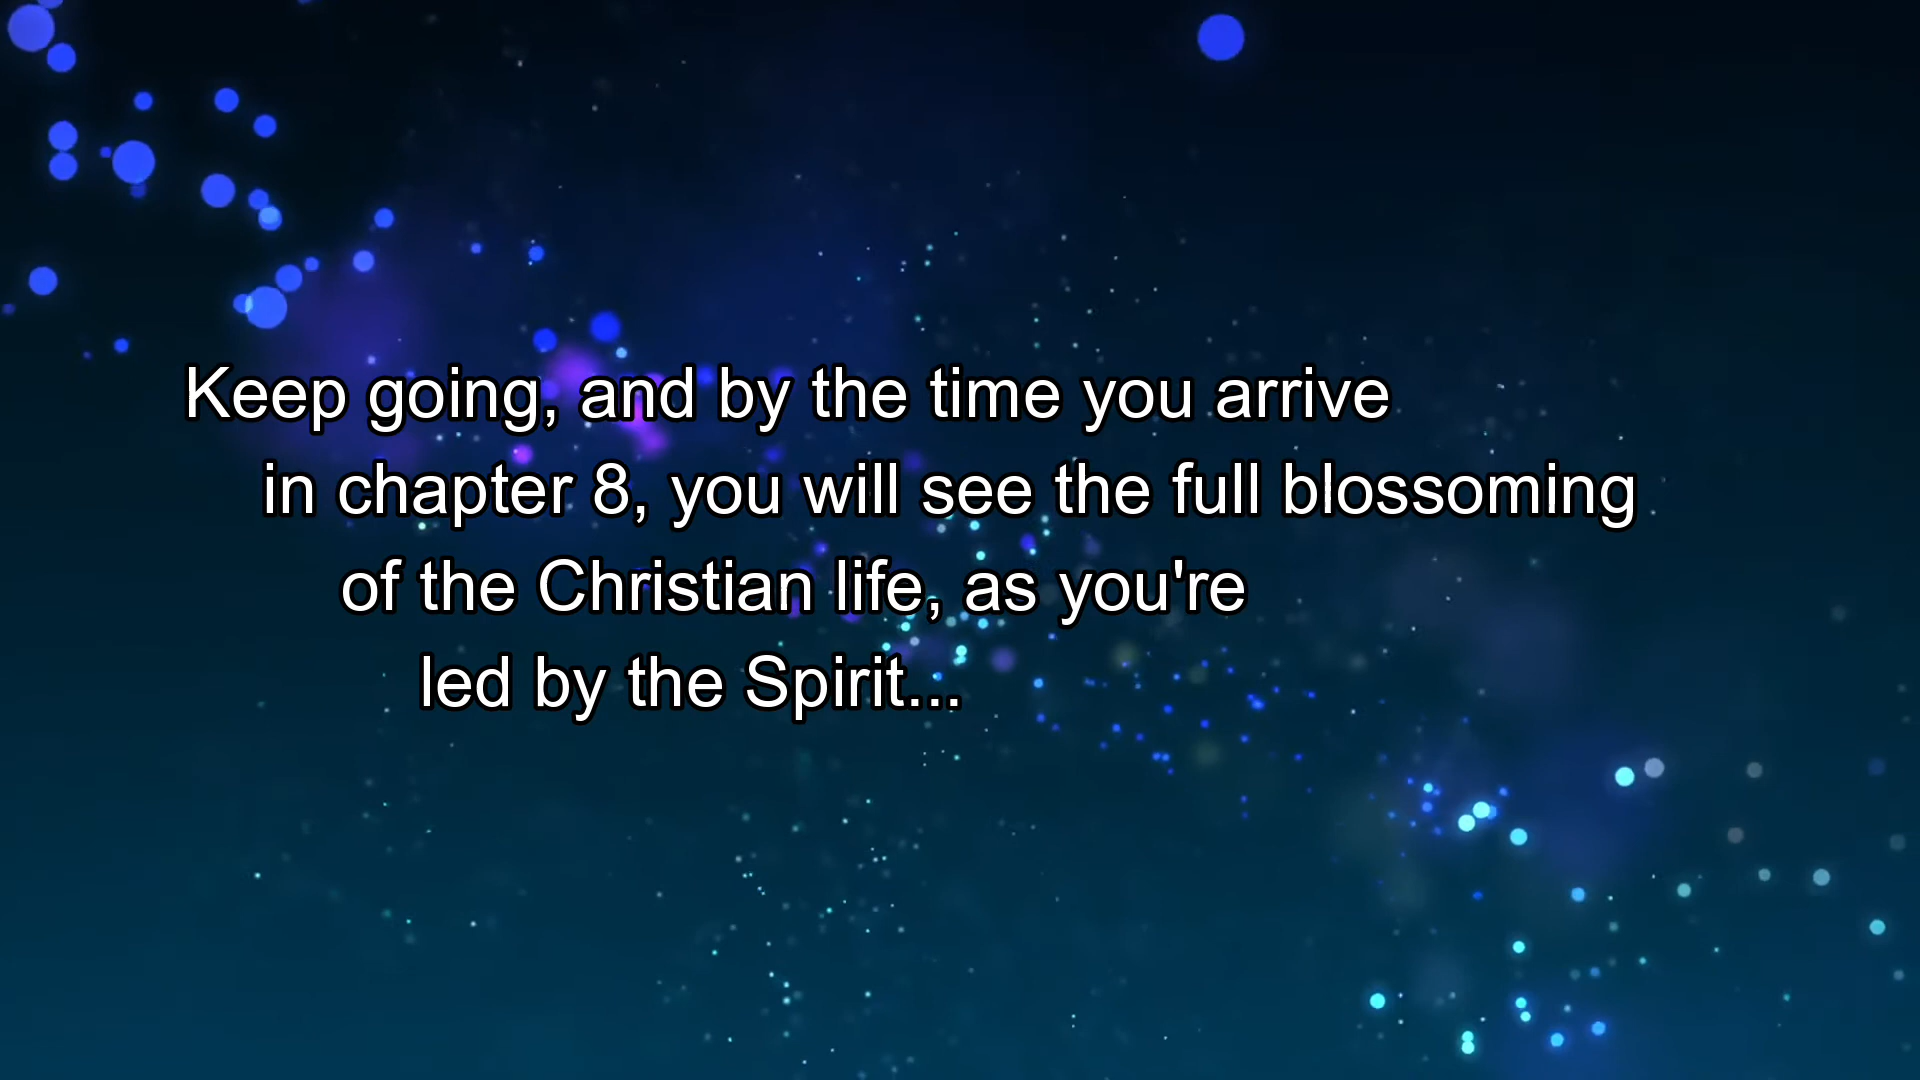 Keep going, and by the time you arrive
in chapter 8, you will see the full blossoming
of the Christian life, as you're
led by the Spirit...